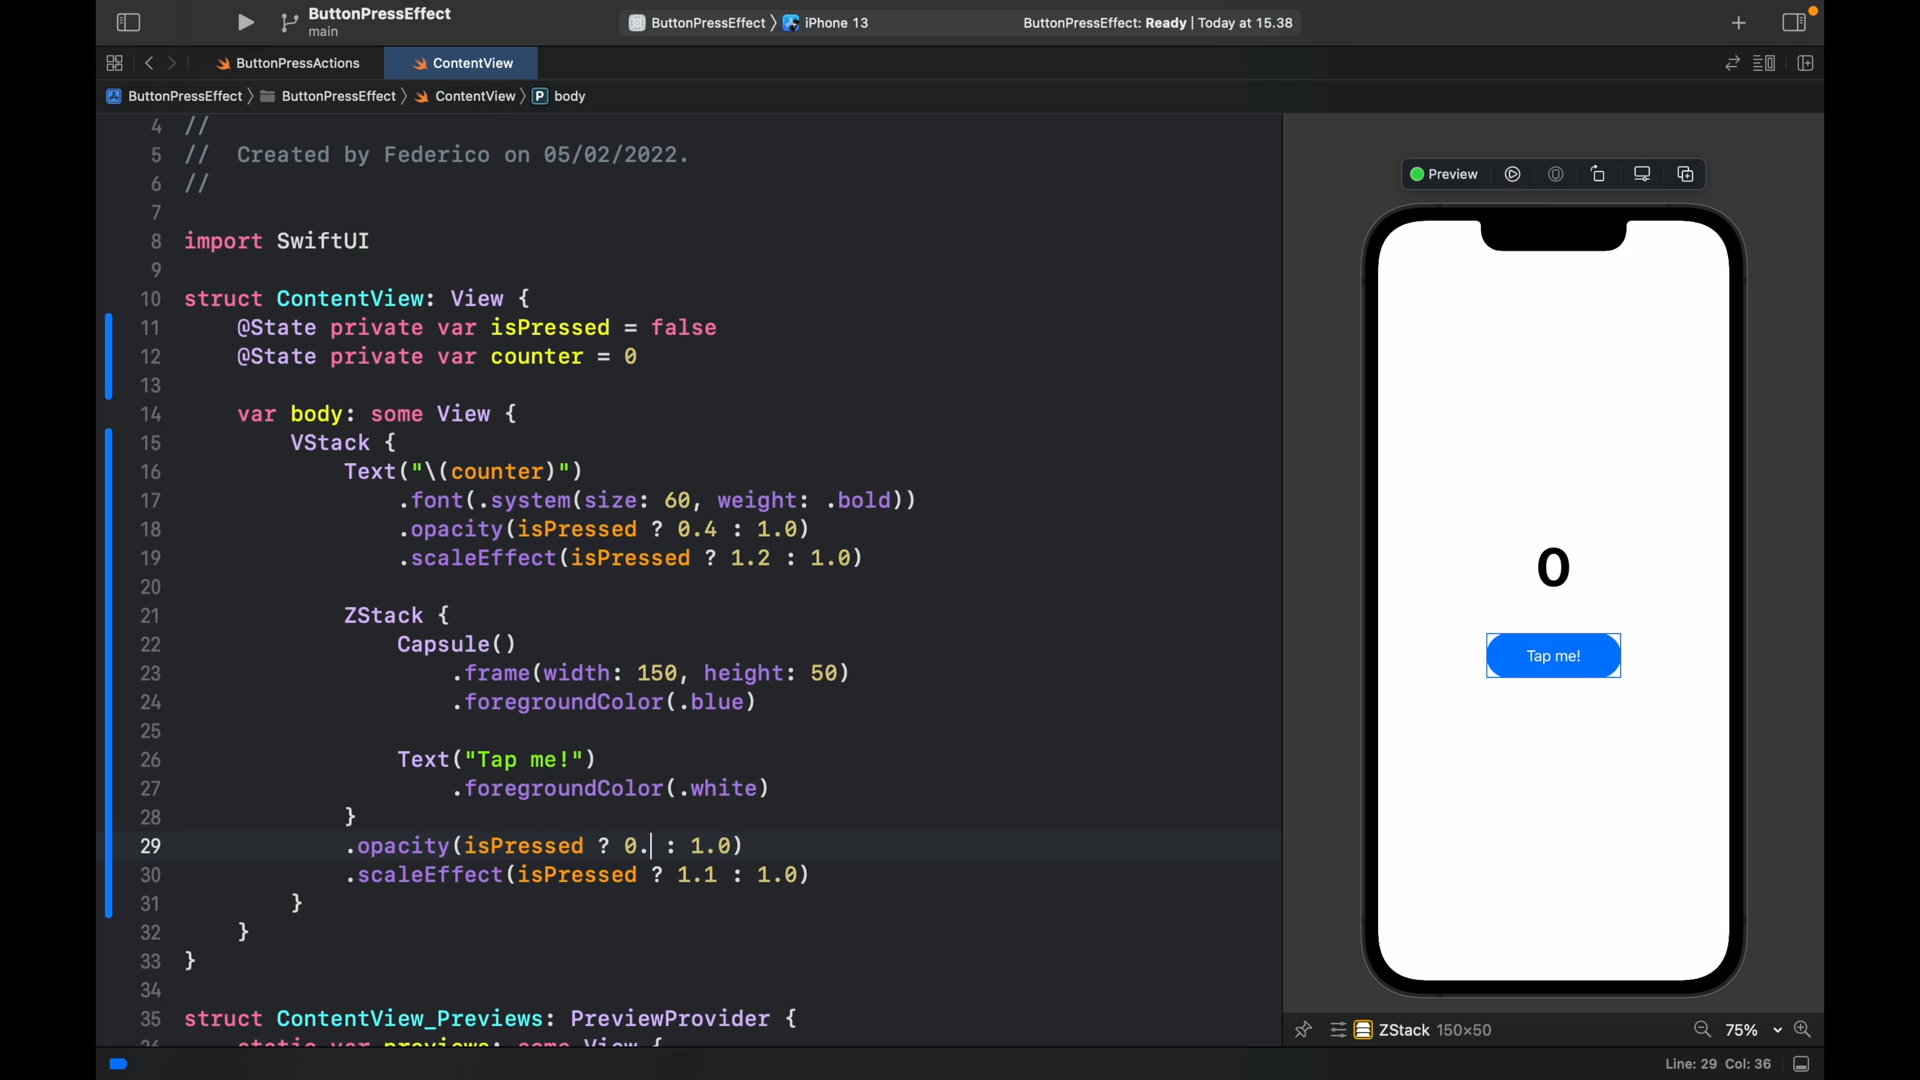 ButtonPressEffect
main
ButtonPressEffect iPhone 13
ButtonPressEffect: Ready | Today at 15.38
ButtonPressActions
ContentView
ButtonPressEffect ButtonPressEffect ContentView P body
4 //
5 //  Created by Federico on 05/02/2022.
6 //
7
8 import SwiftUI
9
10 struct ContentView: View {
11     @State private var isPressed = false
12     @State private var counter = 0
13
14     var body: some View {
15         VStack {
16             Text("\(counter)")
17                 .font(.system(size: 60, weight: .bold))
18                 .opacity(isPressed ? 0.4 : 1.0)
19                 .scaleEffect(isPressed ? 1.2 : 1.0)
20
21             ZStack {
22                 Capsule()
23                     .frame(width: 150, height: 50)
24                     .foregroundColor(.blue)
25
26                 Text("Tap me!")
27                     .foregroundColor(.white)
28             }
29             .opacity(isPressed ? 0. : 1.0)
30             .scaleEffect(isPressed ? 1.1 : 1.0)
31         }
32     }
33 }
34
35 struct ContentView_Previews: PreviewProvider {
static var previews: some View {
Preview
0
Tap me!
ZStack 150×50
75%
Line: 29 Col: 36